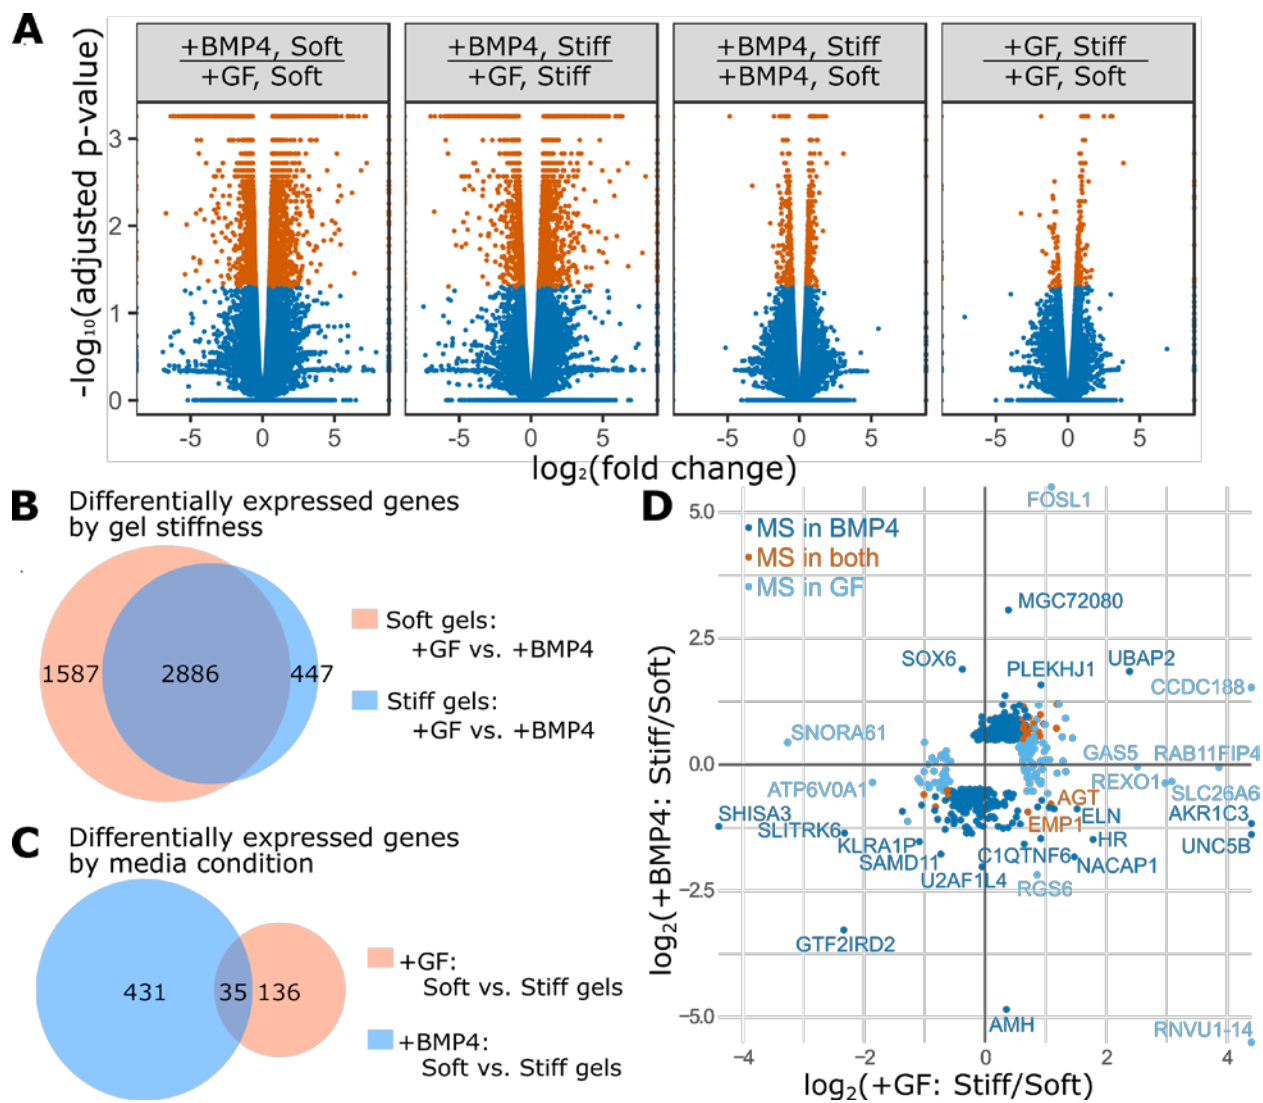 A
+BMP4, Soft
+GF, Soft
+BMP4, Stiff
+GF, Stiff
+BMP4, Stiff
+BMP4, Soft
+GF, Stiff
+GF, Soft
-log₁₀(adjusted p-value)
3
2
1
0
-5 0 5
-5 0 5
-5 0 5
-5 0 5
log₂(fold change)
B
Differentially expressed genes
by gel stiffness
1587 2886 447
Soft gels:
+GF vs. +BMP4
Stiff gels:
+GF vs. +BMP4
C
Differentially expressed genes
by media condition
431 35 136
+GF:
Soft vs. Stiff gels
+BMP4:
Soft vs. Stiff gels
D
log₂(+BMP4: Stiff/Soft)
5.0
2.5
0.0
−2.5
−5.0
MS in BMP4
MS in both
MS in GF
FOSL1
MGC72080
SOX6
PLEKHJ1
UBAP2
CCDC188
SNORA61
GAS5
RAB11FIP4
ATP6V0A1
REXO1
SLC26A6
AGT
SHISA3
ELN
AKR1C3
SLITRK6
EMP1
KLRA1P
HR
UNC5B
SAMD11
C1QTNF6
NACAP1
U2AF1L4
RGS6
GTF2IRD2
AMH
RNVU1-14
−4 −2 0 2 4
log₂(+GF: Stiff/Soft)